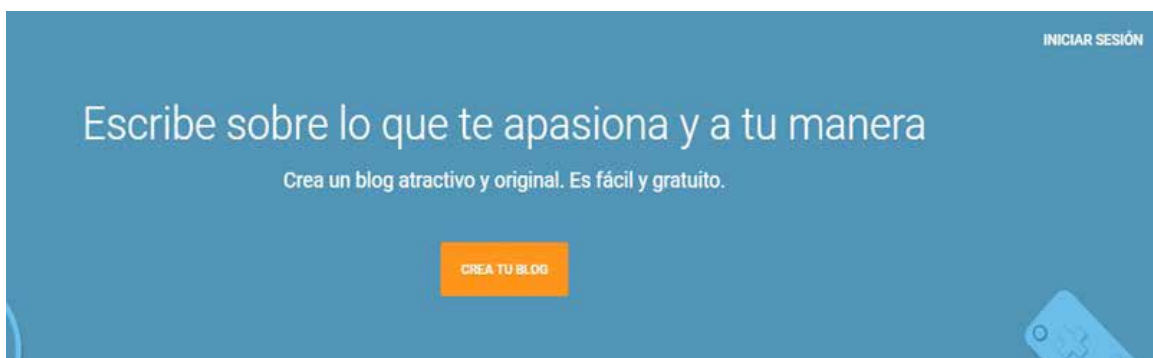 INICIAR SESIÓN
Escribe sobre lo que te apasiona y a tu manera
Crea un blog atractivo y original. Es fácil y gratuito.
CREA TU BLOG